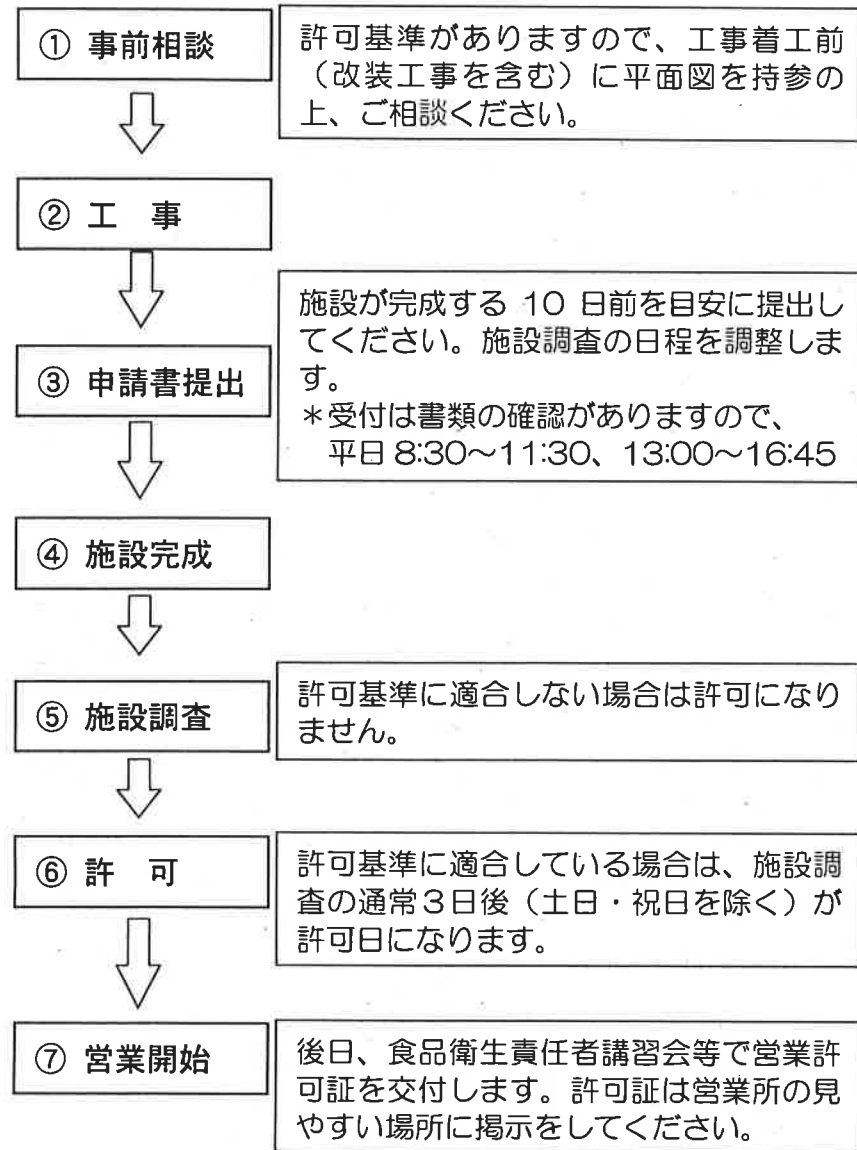 ① 事前相談
許可基準がありますので、工事着工前
（改装工事を含む）に平面図を持参の
上、ご相談ください。
② 工　事
施設が完成する 10 日前を目安に提出し
てください。施設調査の日程を調整しま
す。
＊受付は書類の確認がありますので、
平日 8:30～11:30、13:00～16:45
③ 申請書提出
④ 施設完成
⑤ 施設調査
許可基準に適合しない場合は許可になり
ません。
⑥ 許　可
許可基準に適合している場合は、施設調
査の通常３日後（土日・祝日を除く）が
許可日になります。
⑦ 営業開始
後日、食品衛生責任者講習会等で営業許
可証を交付します。許可証は営業所の見
やすい場所に掲示をしてください。